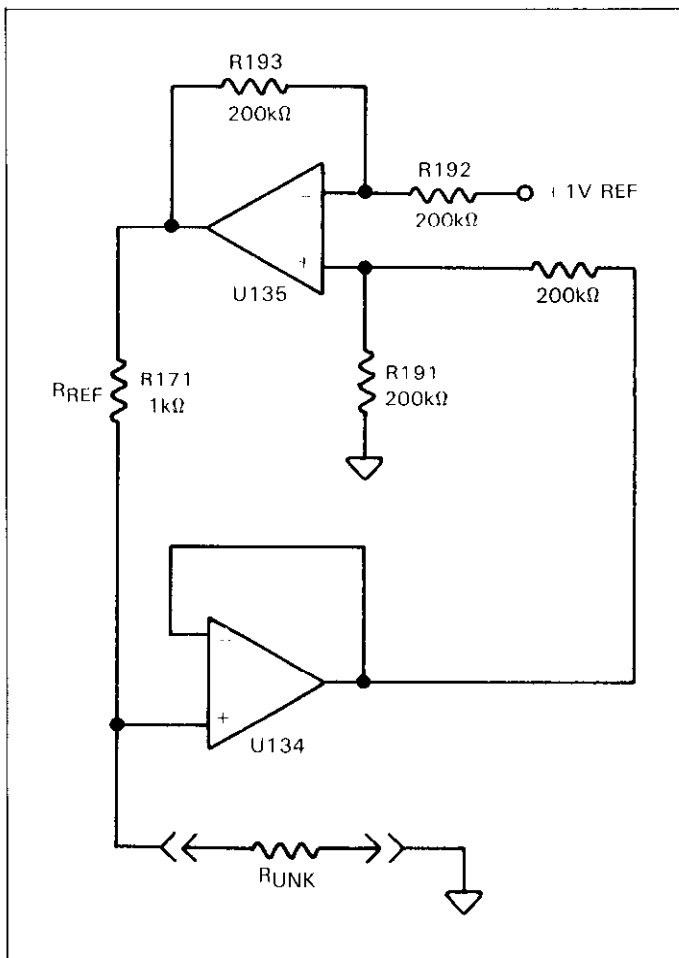 R193
200kΩ
R192
200kΩ
+ 1V REF
−
+
U135
200kΩ
RREF
R171
1kΩ
R191
200kΩ
−
+
U134
RUNK